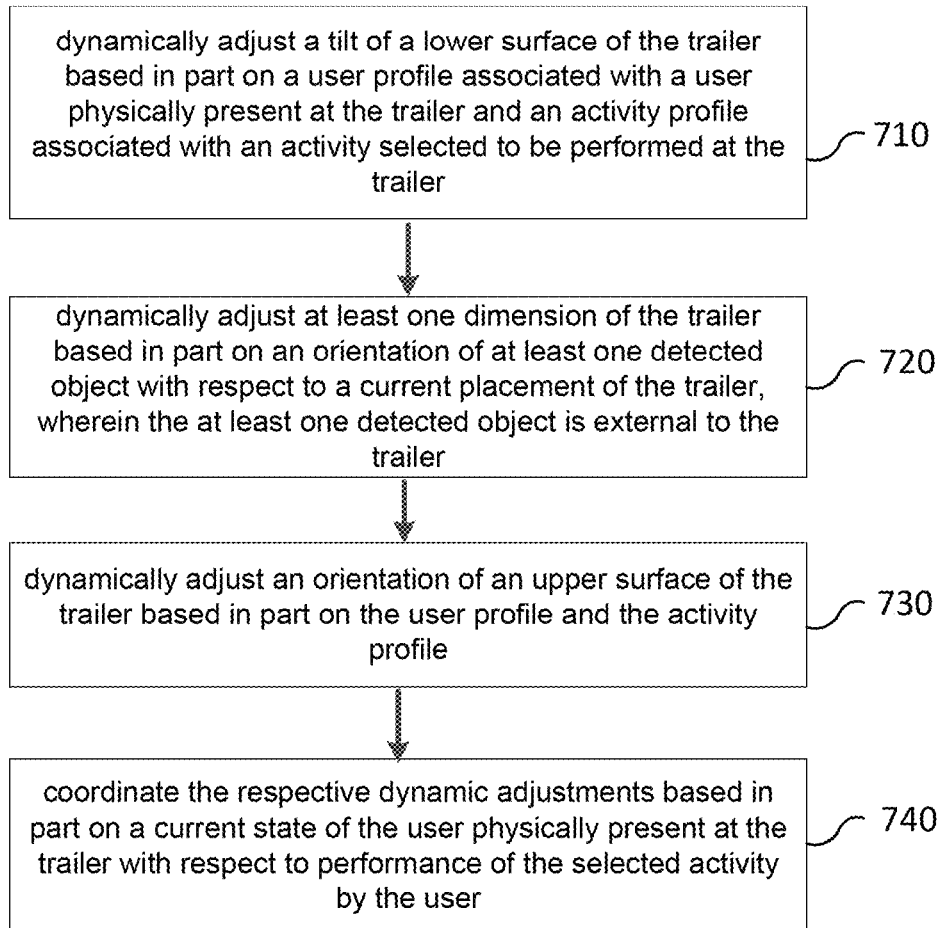 dynamically adjust a tilt of a lower surface of the trailer
based in part on a user profile associated with a user
physically present at the trailer and an activity profile
associated with an activity selected to be performed at the
trailer
710
dynamically adjust at least one dimension of the trailer
based in part on an orientation of at least one detected
object with respect to a current placement of the trailer,
wherein the at least one detected object is external to the
trailer
720
dynamically adjust an orientation of an upper surface of the
trailer based in part on the user profile and the activity
profile
730
coordinate the respective dynamic adjustments based in
part on a current state of the user physically present at the
trailer with respect to performance of the selected activity
by the user
740